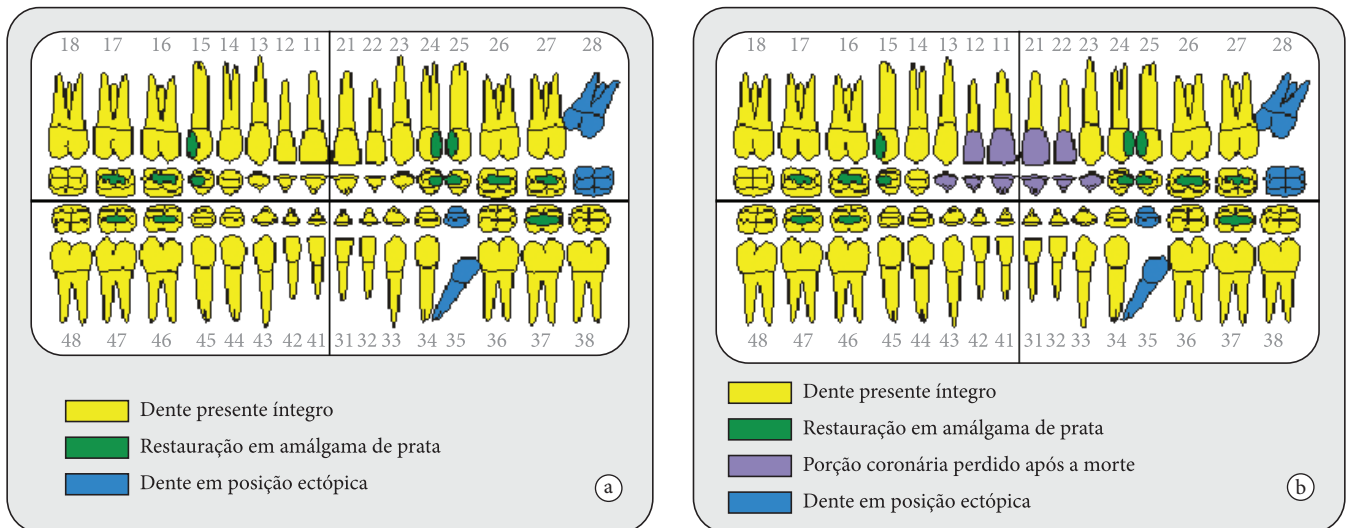 18 17 16 15 14 13 12 11 21 22 23 24 25 26 27 28
48 47 46 45 44 43 42 41 31 32 33 34 35 36 37 38
Dente presente íntegro
Restauração em amálgama de prata
Dente em posição ectópica
a
18 17 16 15 14 13 12 11 21 22 23 24 25 26 27 28
48 47 46 45 44 43 42 41 31 32 33 34 35 36 37 38
Dente presente íntegro
Restauração em amálgama de prata
Porção coronária perdido após a morte
Dente em posição ectópica
b